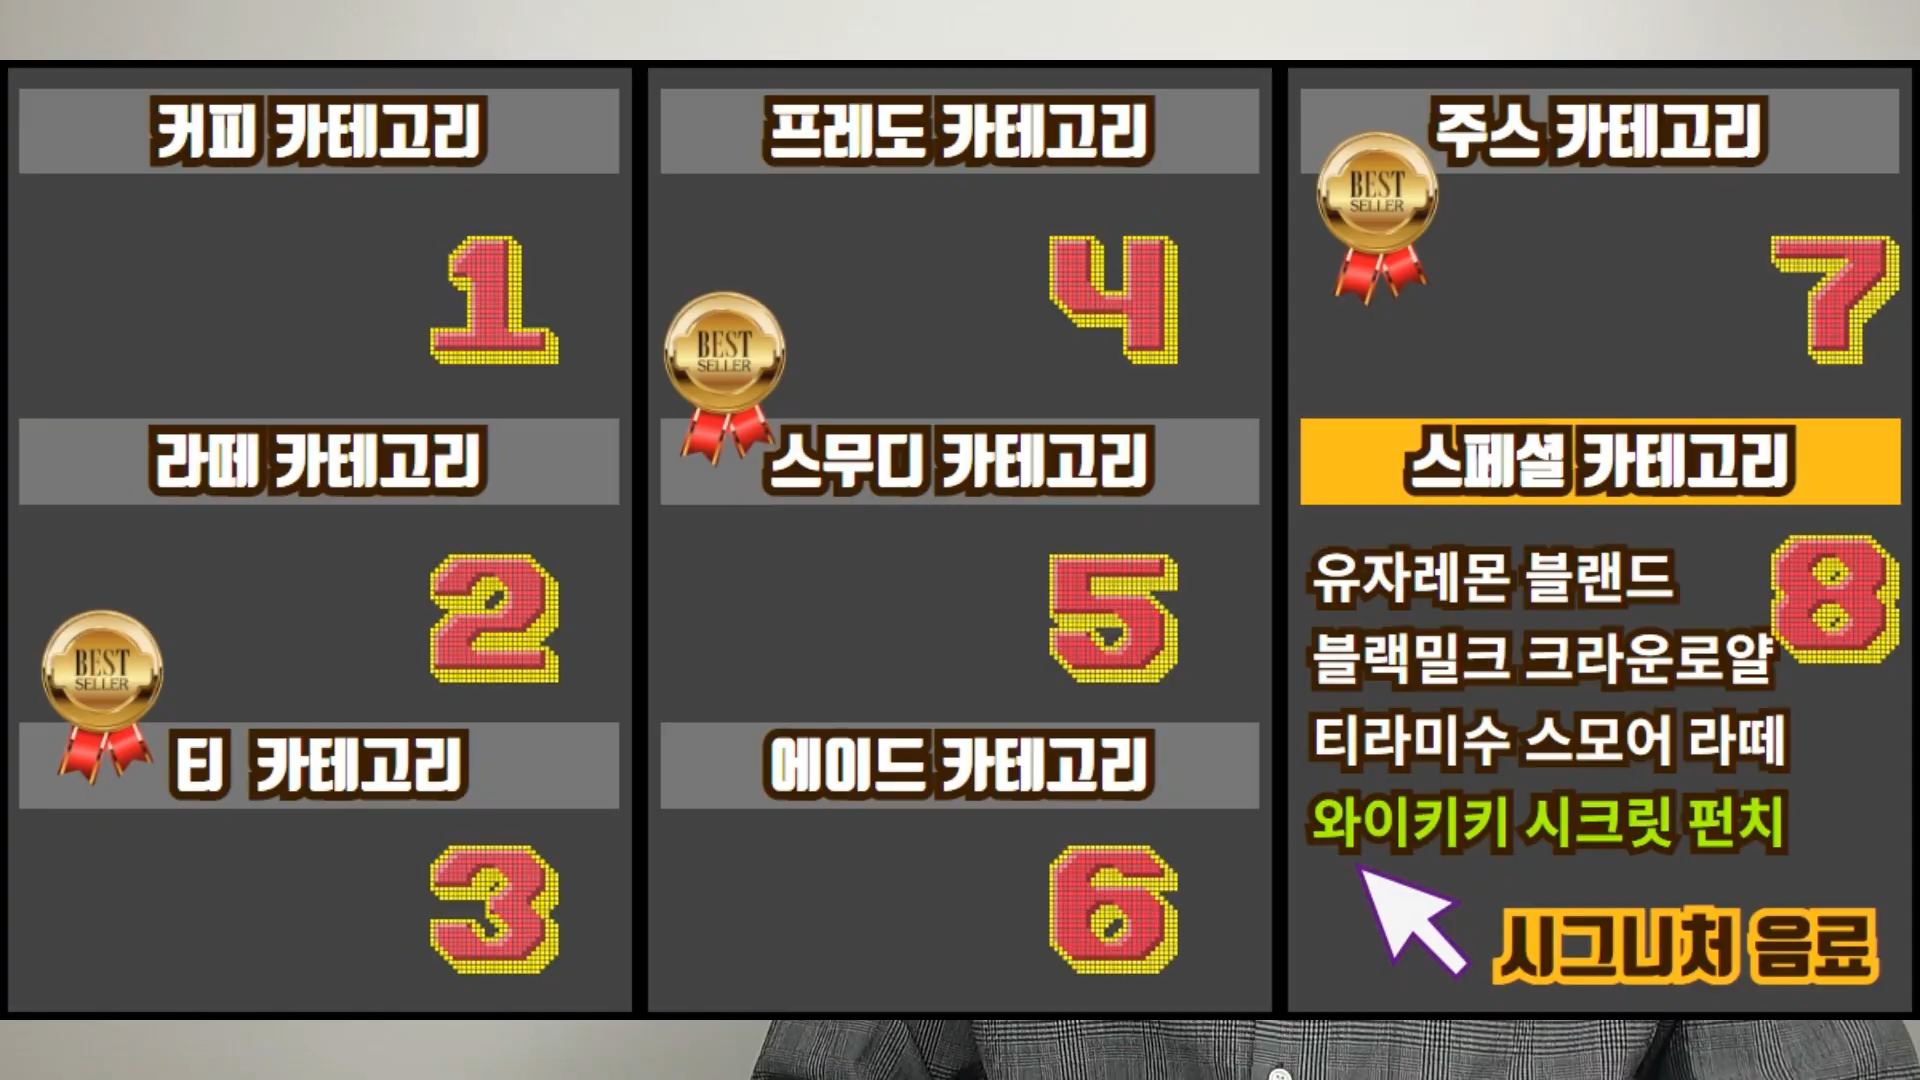 커피 카테고리
1
라떼 카테고리
2
BEST
SELLER
티 카테고리
3
프레도 카테고리
4
BEST
SELLER
스무디 카테고리
5
에이드 카테고리
6
주스 카테고리
BEST
SELLER
7
스페셜 카테고리
유자레몬 블랜드
8
블랙밀크 크라운로얄
티라미수 스모어 라떼
와이키키 시크릿 펀치
시그니처 음료